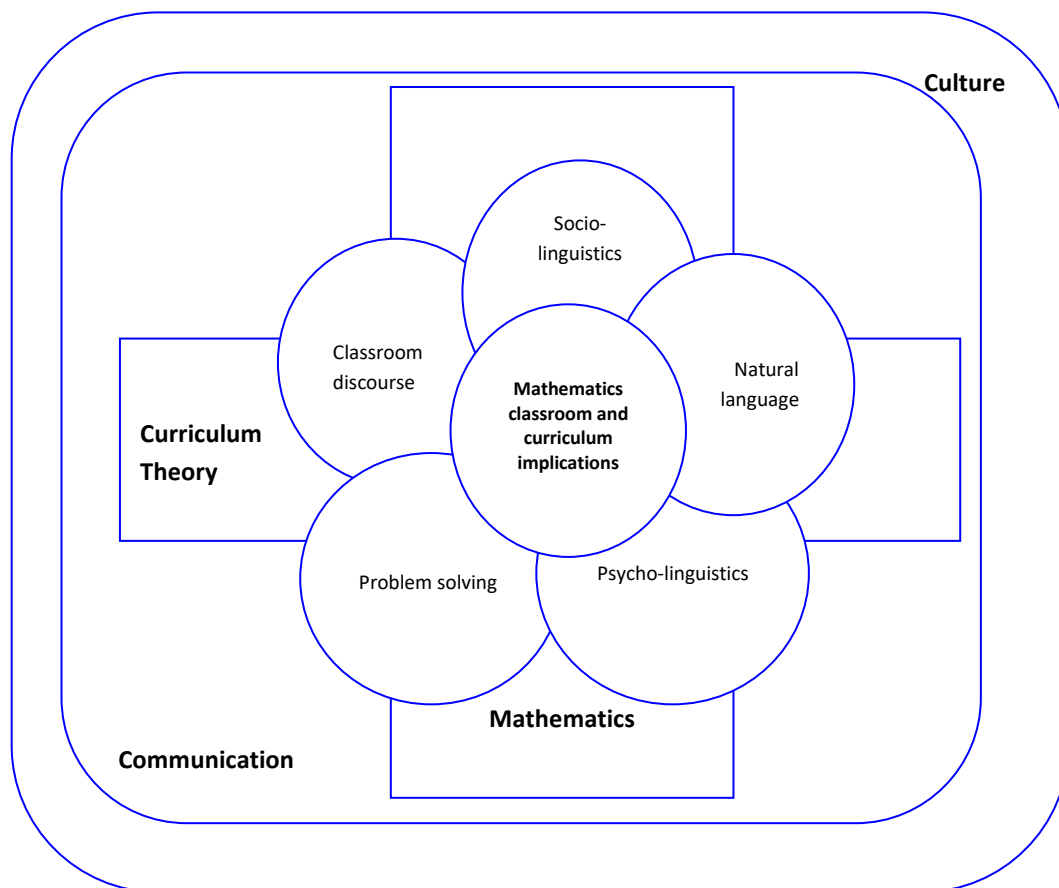 Culture
Socio-
linguistics
Classroom
discourse
Natural
language
Mathematics
classroom and
curriculum
implications
Curriculum
Theory
Problem solving
Psycho-linguistics
Mathematics
Communication